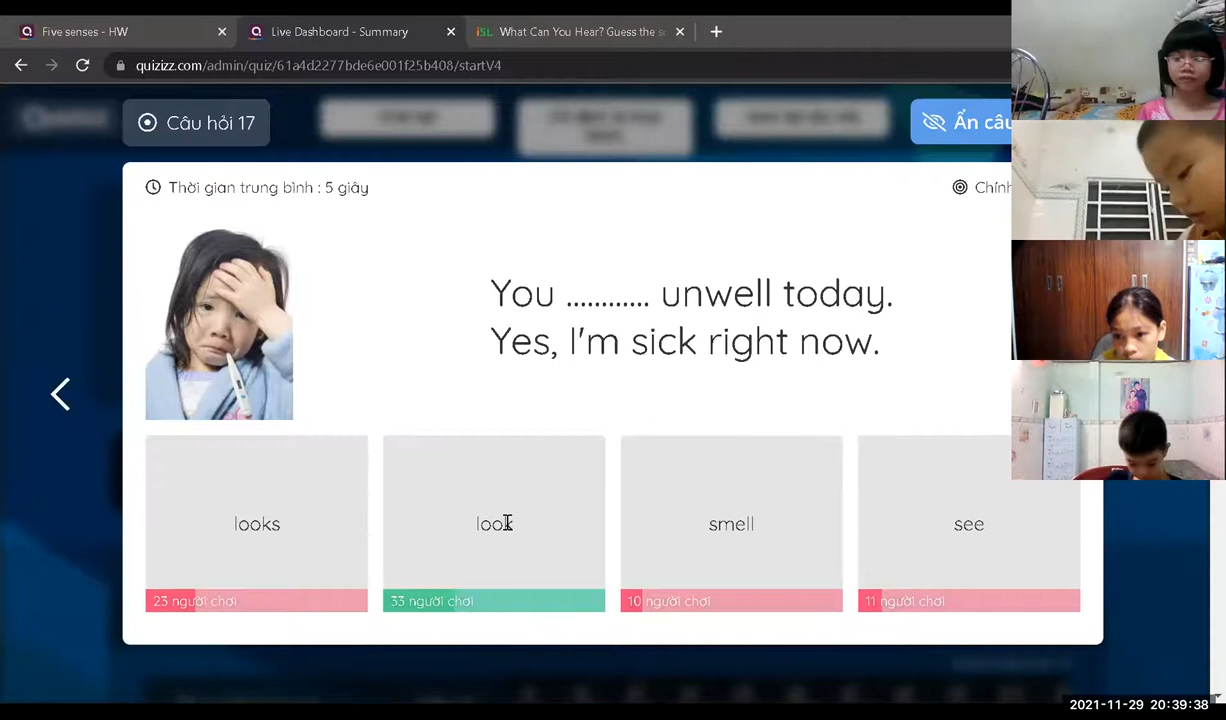 Five senses - HW
Live Dashboard - Summary
iSL What Can You Hear? Guess the
quizizz.com/admin/quiz/61a4d2277bde6e001f25b408/startV4
Câu hỏi 17
Ẩn câu
Thời gian trung bình : 5 giây
Chính
You ............ unwell today.
Yes, I'm sick right now.
looks
look
smell
see
23 người chơi
33 người chơi
10 người chơi
11 người chơi
2021-11-29 20:39:38